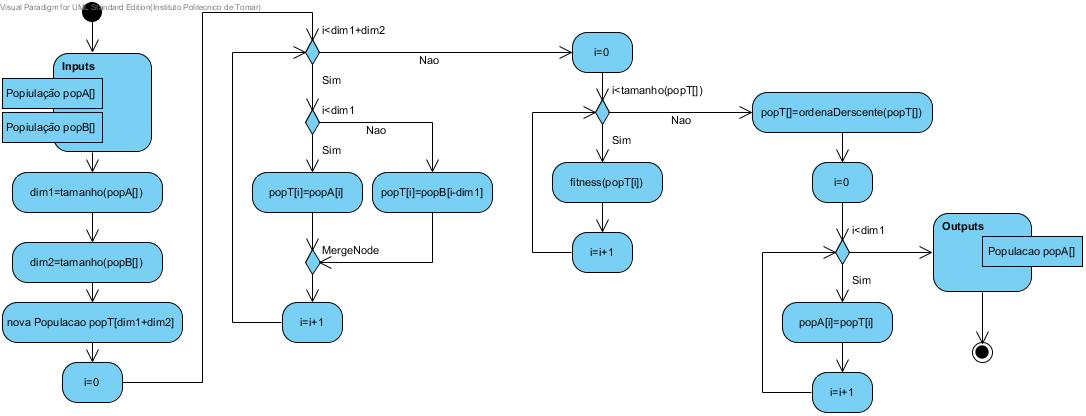 Visual Paradigm for UML Standard Edition(Instituto Politecnico de Tomar)
Inputs
Popiulação popA[]
Popiulação popB[]
dim1=tamanho(popA[])
dim2=tamanho(popB[])
nova Populacao popT[dim1+dim2]
i=0
i<dim1+dim2
Nao
Sim
i<dim1
Nao
Sim
popT[i]=popA[i]
popT[i]=popB[i-dim1]
MergeNode
i=i+1
i=0
i<tamanho(popT[])
Nao
Sim
fitness(popT[i])
i=i+1
popT[]=ordenaDerscente(popT[])
i=0
i<dim1
Sim
popA[i]=popT[i]
i=i+1
Outputs
Populacao popA[]